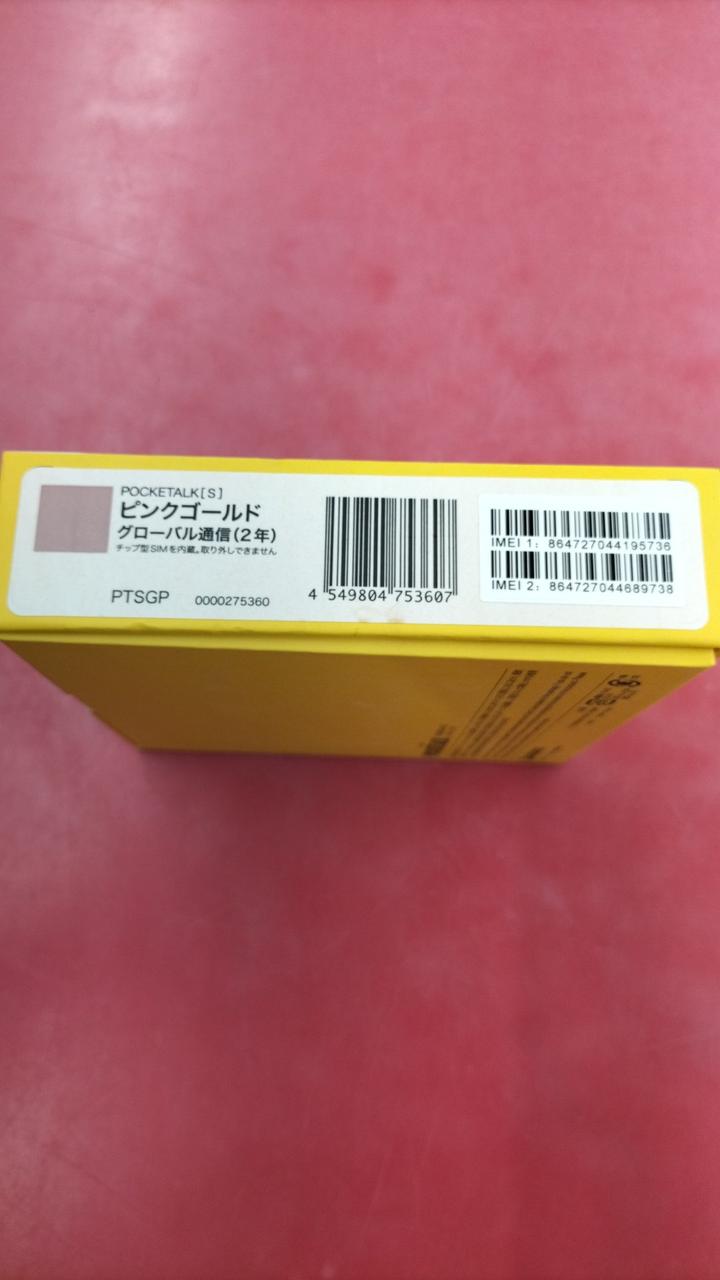 POCKETALK[S]
ピンクゴールド
グローバル通信(2年)
チップ型SIMを内蔵。取り外しできません
PTSGP 0000275360
4 549804 753607
IMEI 1: 864727044195736
IMEI 2: 864727044689738